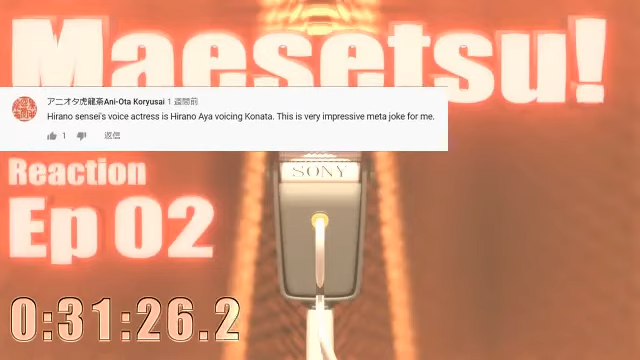 Maesetsu!
アニオタ虎龍斎Ani-Ota Koryusai 1 週間前
Hirano sensei's voice actress is Hirano Aya voicing Konata. This is very impressive meta joke for me.
1 返信
Reaction
SONY
Ep 02
0:31:26.2